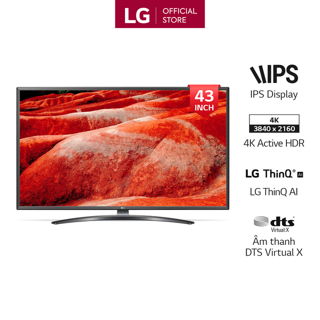 LG
OFFICIAL
STORE
43
INCH
IPS
IPS Display
4K
3840 x 2160
4K Active HDR
LG ThinQ AI
LG ThinQ AI
dts
Virtual X
Âm thanh
DTS Virtual X